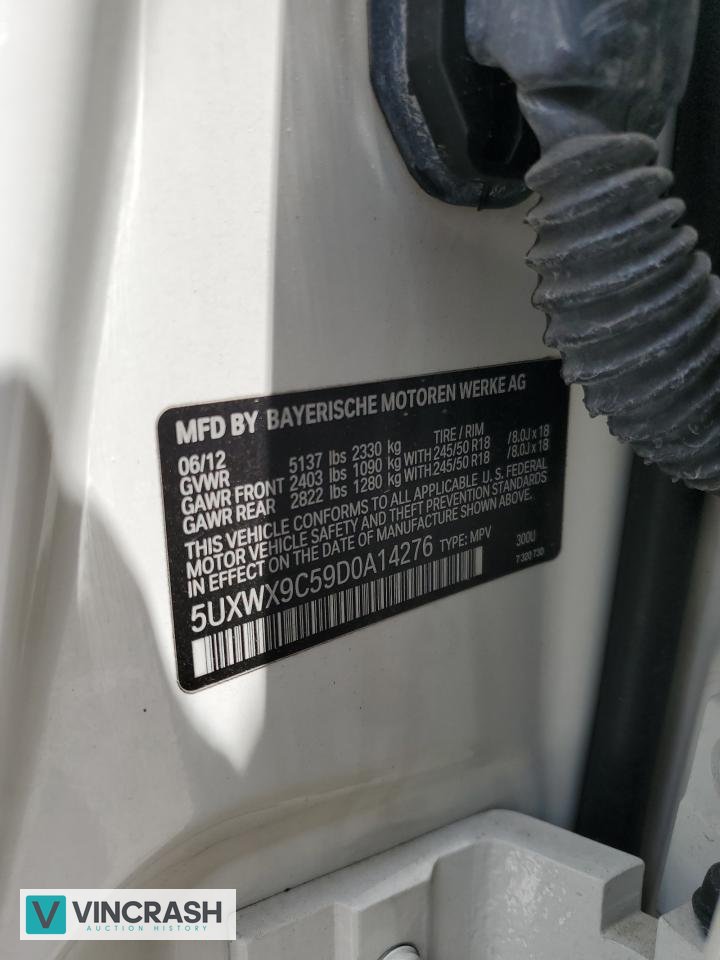 MFD BY BAYERISCHE MOTOREN WERKE AG
06/12 TIRE / RIM
GVWR 5137 lbs 2330 kg
GAWR FRONT 2403 lbs 1090 kg WITH 245/50 R18 /8.0J x 18
GAWR REAR 2822 lbs 1280 kg WITH 245/50 R18 /8.0J x 18
THIS VEHICLE CONFORMS TO ALL APPLICABLE U.S. FEDERAL
MOTOR VEHICLE SAFETY AND THEFT PREVENTION STANDARDS
IN EFFECT ON THE DATE OF MANUFACTURE SHOWN ABOVE.
5UXWX9C59D0A14276 TYPE: MPV 300U
7 320 730
V VINCRASH
AUCTION HISTORY